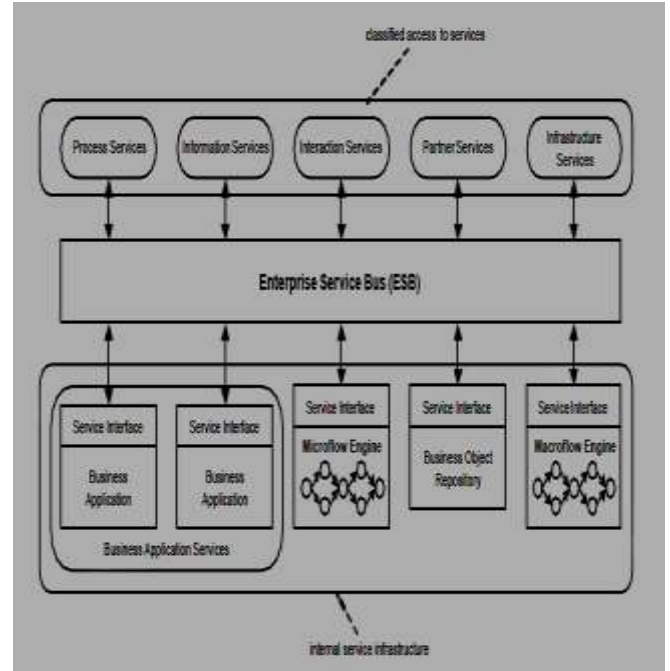 classified access to services
Process Services
Information Services
Interaction Services
Partner Services
Infrastructure
Services
Enterprise Service Bus (ESB)
Service Interface
Business
Application
Service Interface
Business
Application
Business Application Services
Service Interface
Microflow Engine
Service Interface
Business Object
Repository
Service Interface
Macroflow Engine
internal service infrastructure